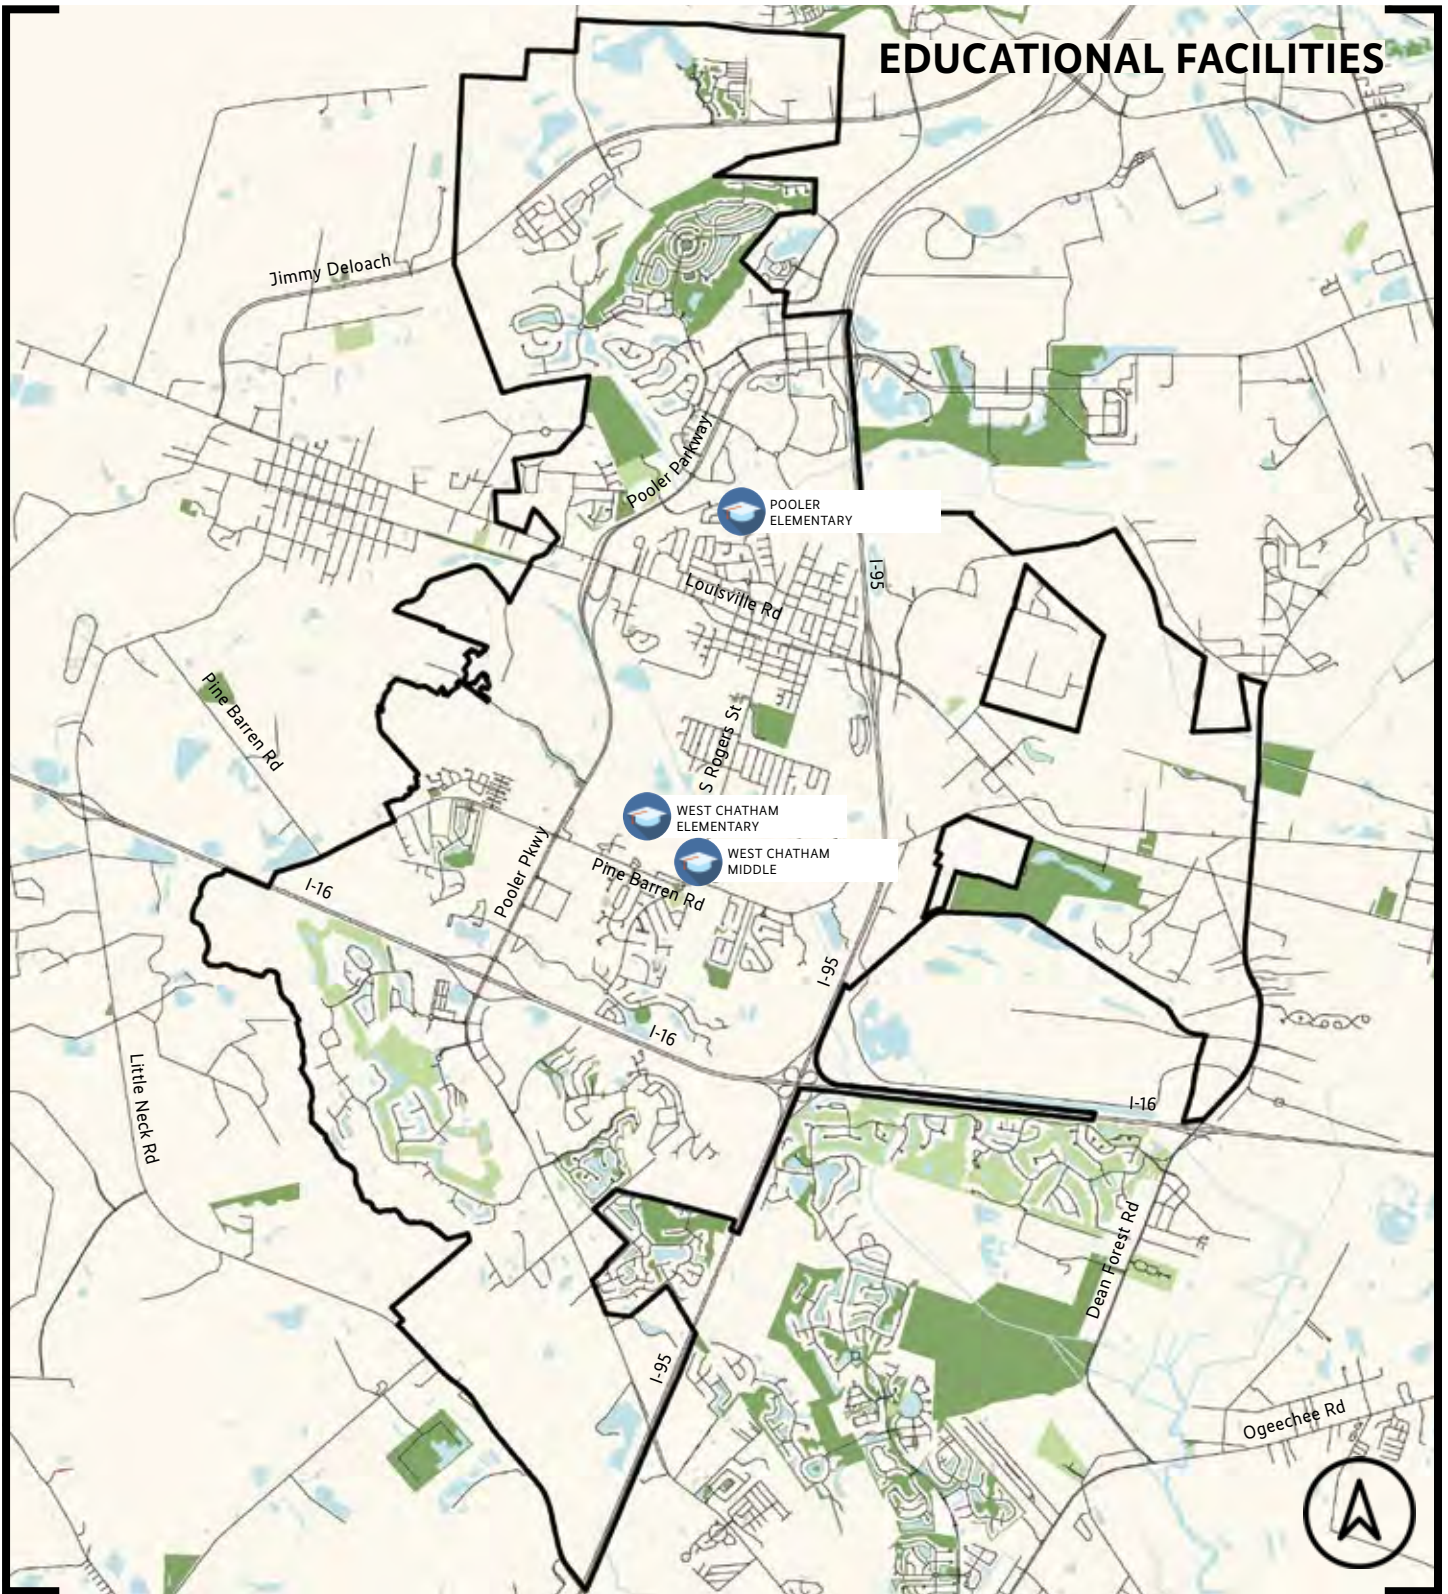 EDUCATIONAL FACILITIES
Jimmy Deloach
Pooler Parkway
POOLER
ELEMENTARY
I-95
Louisville Rd
Pine Barren Rd
S Rogers St
WEST CHATHAM
ELEMENTARY
WEST CHATHAM
MIDDLE
Pooler Pkwy
Pine Barren Rd
I-16
I-95
I-16
Little Neck Rd
I-16
Dean Forest Rd
I-95
Ogeechee Rd